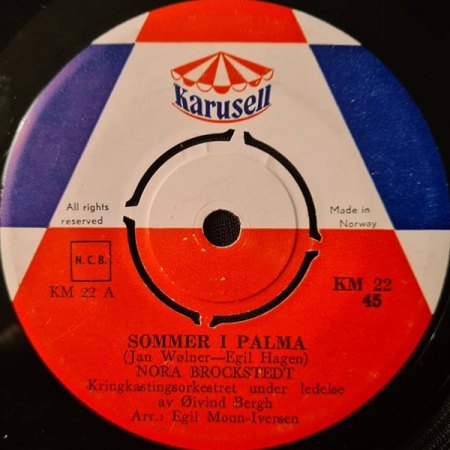 Karusell
All rights
reserved
Made in
Norway
N.C.B.
KM 22 A
KM 22
45
SOMMER I PALMA
(Jan Wølner—Egil Hagen)
NORA BROCKSTEDT
Kringkastingsorkestret under ledelse
av Øivind Bergh
Arr.: Egil Monn-Iversen